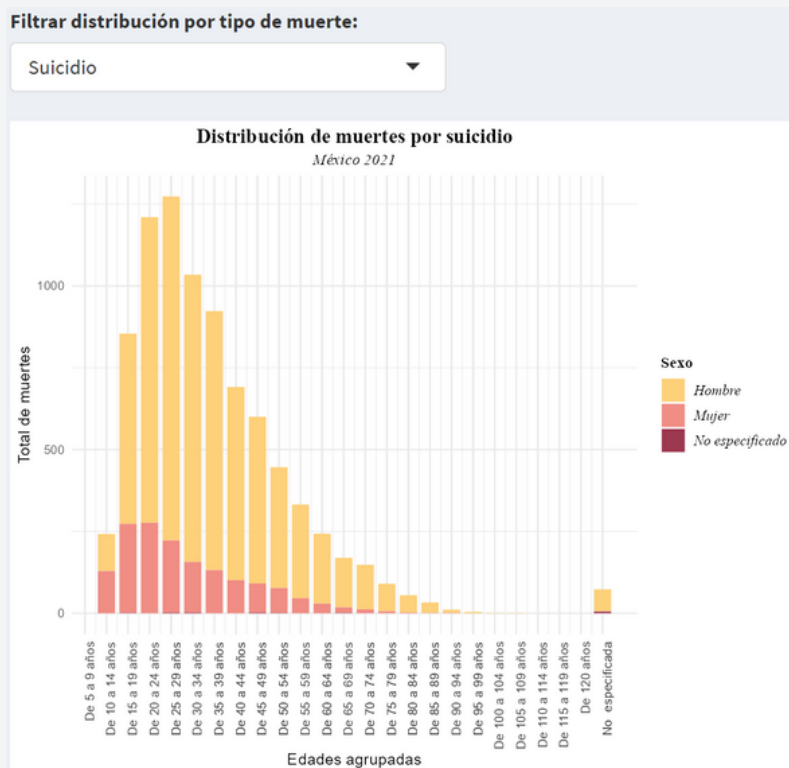 Filtrar distribución por tipo de muerte:
Suicidio
Distribución de muertes por suicidio
México 2021
1000
500
0
Total de muertes
Sexo
Hombre
Mujer
No especificado
De 5 a 9 años
De 10 a 14 años
De 15 a 19 años
De 20 a 24 años
De 25 a 29 años
De 30 a 34 años
De 35 a 39 años
De 40 a 44 años
De 45 a 49 años
De 50 a 54 años
De 55 a 59 años
De 60 a 64 años
De 65 a 69 años
De 70 a 74 años
De 75 a 79 años
De 80 a 84 años
De 85 a 89 años
De 90 a 94 años
De 95 a 99 años
De 100 a 104 años
De 105 a 109 años
De 110 a 114 años
De 115 a 119 años
De 120 años
No especificada
Edades agrupadas